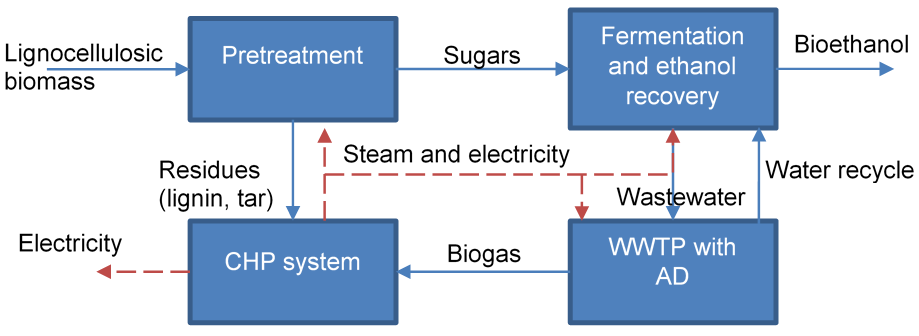 Lignocellulosic
biomass
Pretreatment
Sugars
Fermentation
and ethanol
recovery
Bioethanol
Residues
(lignin, tar)
Steam and electricity
Wastewater
Water recycle
Electricity
CHP system
Biogas
WWTP with
AD